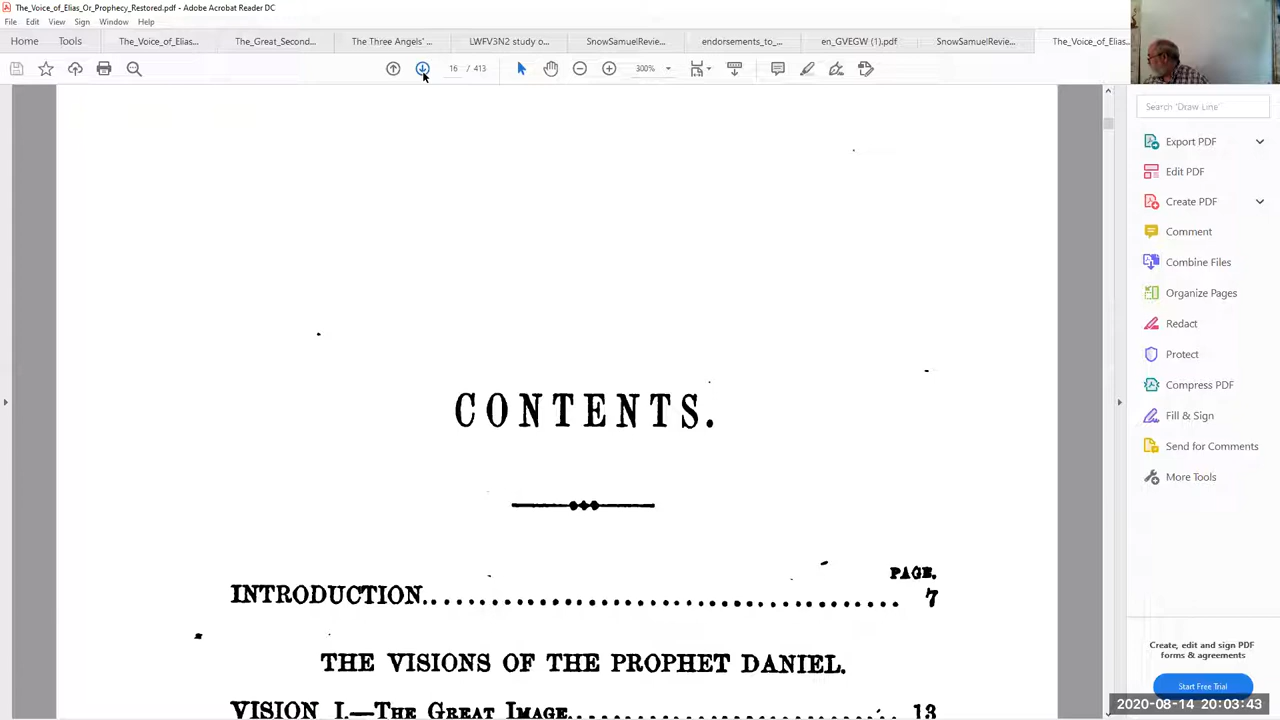 The_Voice_of_Elias_Or_Prophecy_Restored.pdf - Adobe Acrobat Reader DC
File Edit View Sign Window Help
Home Tools The_Voice_of_Elias... The_Great_Second... The Three Angels' ... LWFV3N2 study o... SnowSamuelRevie... endorsements_to_... en_GVEGW (1).pdf SnowSamuelRevie... The_Voice_of_Elias...
16 / 413 300%
Search 'Draw Line'
Export PDF
Edit PDF
Create PDF
Comment
Combine Files
Organize Pages
Redact
Protect
Compress PDF
Fill & Sign
Send for Comments
More Tools
CONTENTS.
PAGE.
INTRODUCTION........................................ 7
THE VISIONS OF THE PROPHET DANIEL.
VISION I.—THE GREAT IMAGE............................. 13
Create, edit and sign PDF
forms & agreements
Start Free Trial
2020-08-14 20:03:43